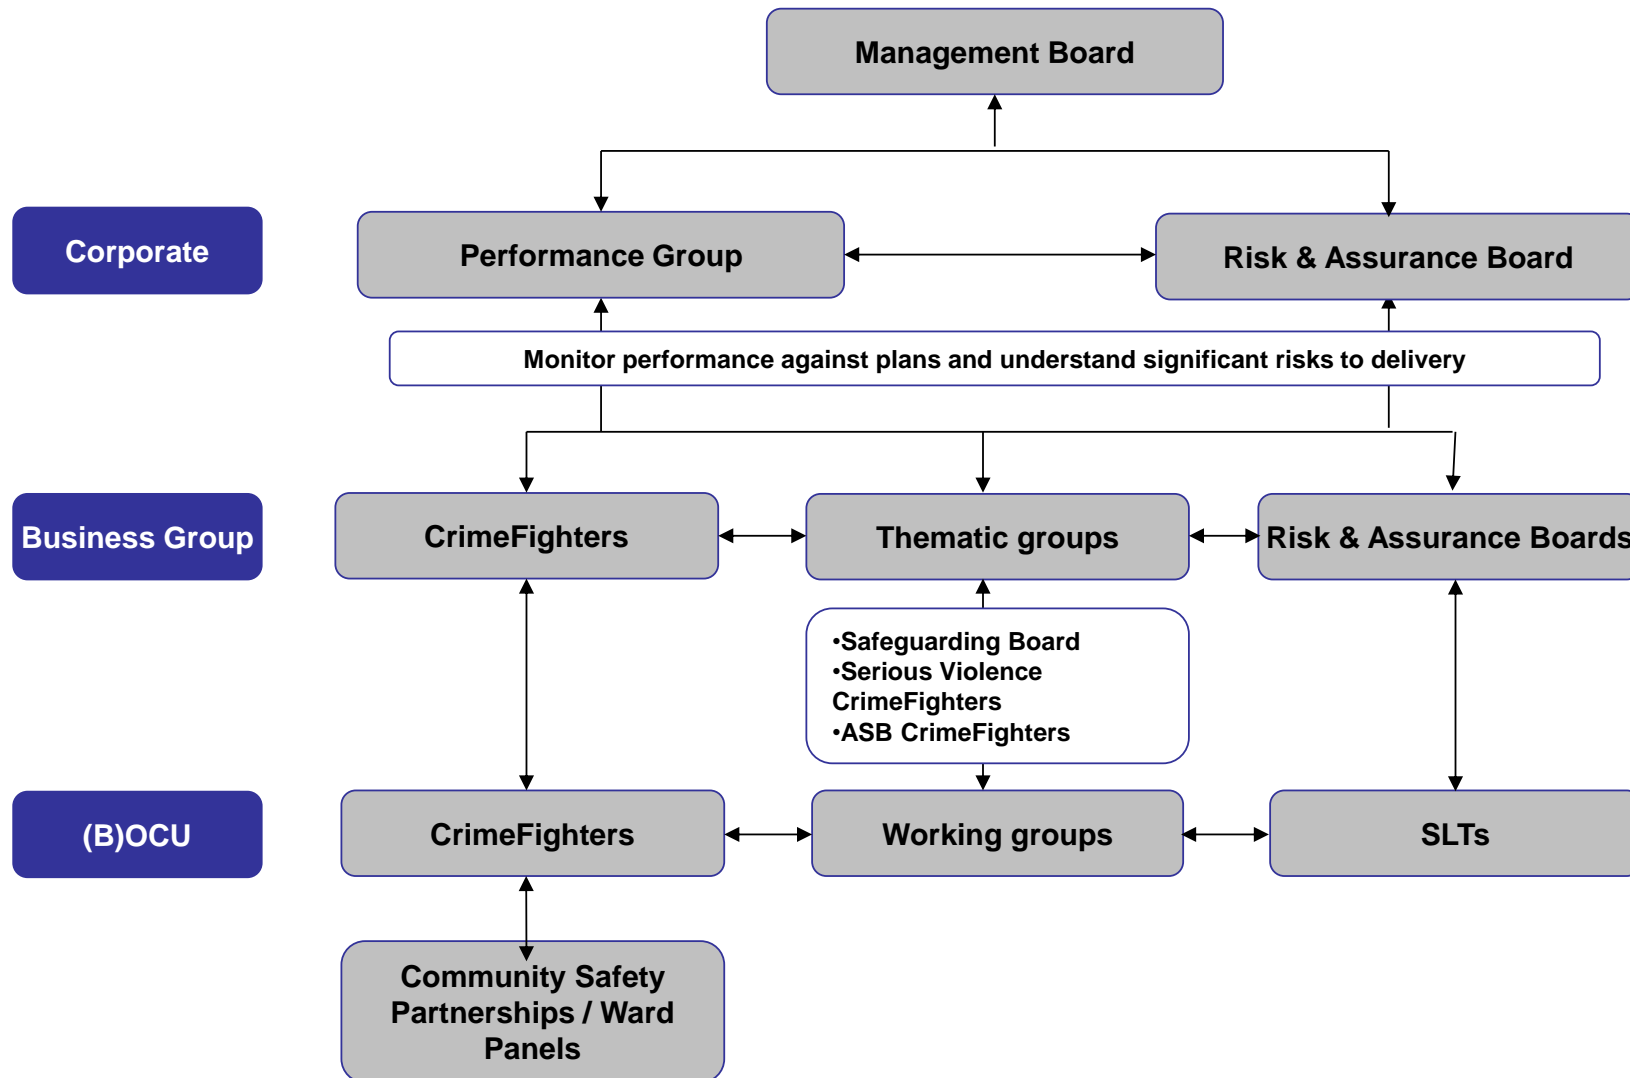 Management Board
Corporate
Performance Group
Risk & Assurance Board
Monitor performance against plans and understand significant risks to delivery
Business Group
CrimeFighters
Thematic groups
Risk & Assurance Boards
•Safeguarding Board
•Serious Violence
CrimeFighters
•ASB CrimeFighters
(B)OCU
CrimeFighters
Working groups
SLTs
Community Safety
Partnerships / Ward
Panels